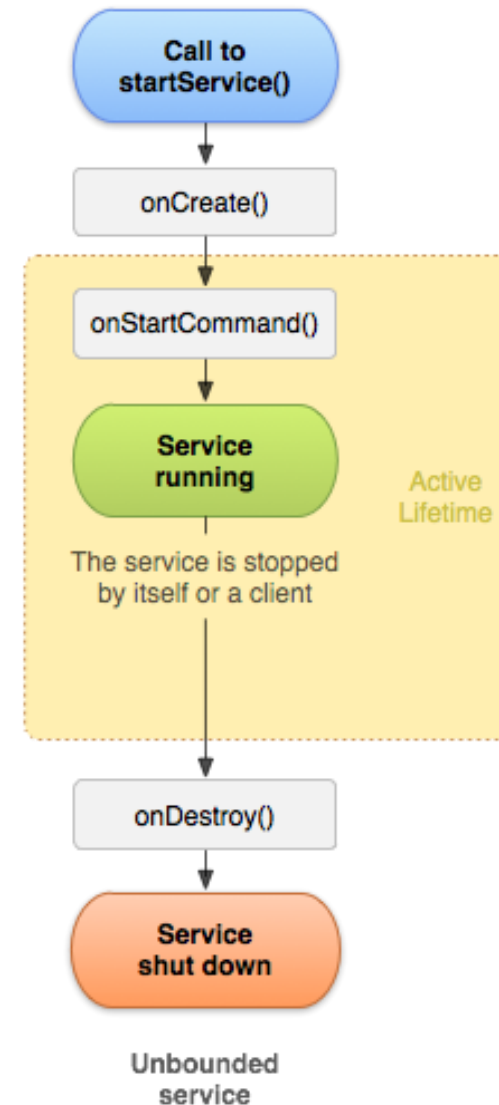 Call to
startService()
onCreate()
onStartCommand()
Service
running
Active
Lifetime
The service is stopped
by itself or a client
onDestroy()
Service
shut down
Unbounded
service